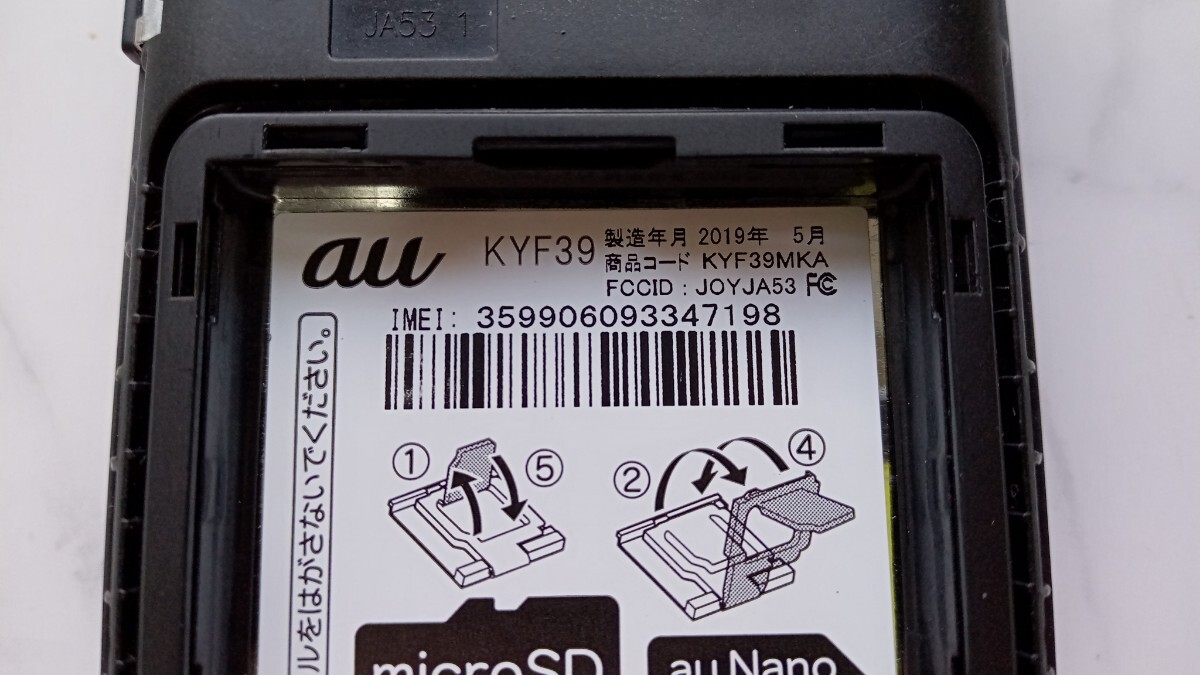 JA53 1
au KYF39
製造年月 2019年 5月
商品コード KYF39MKA
FCCID : JOYJA53 FC
IMEI: 359906093347198
ルをはがさないでください。
① ⑤ ② ④
microSD
au Nano